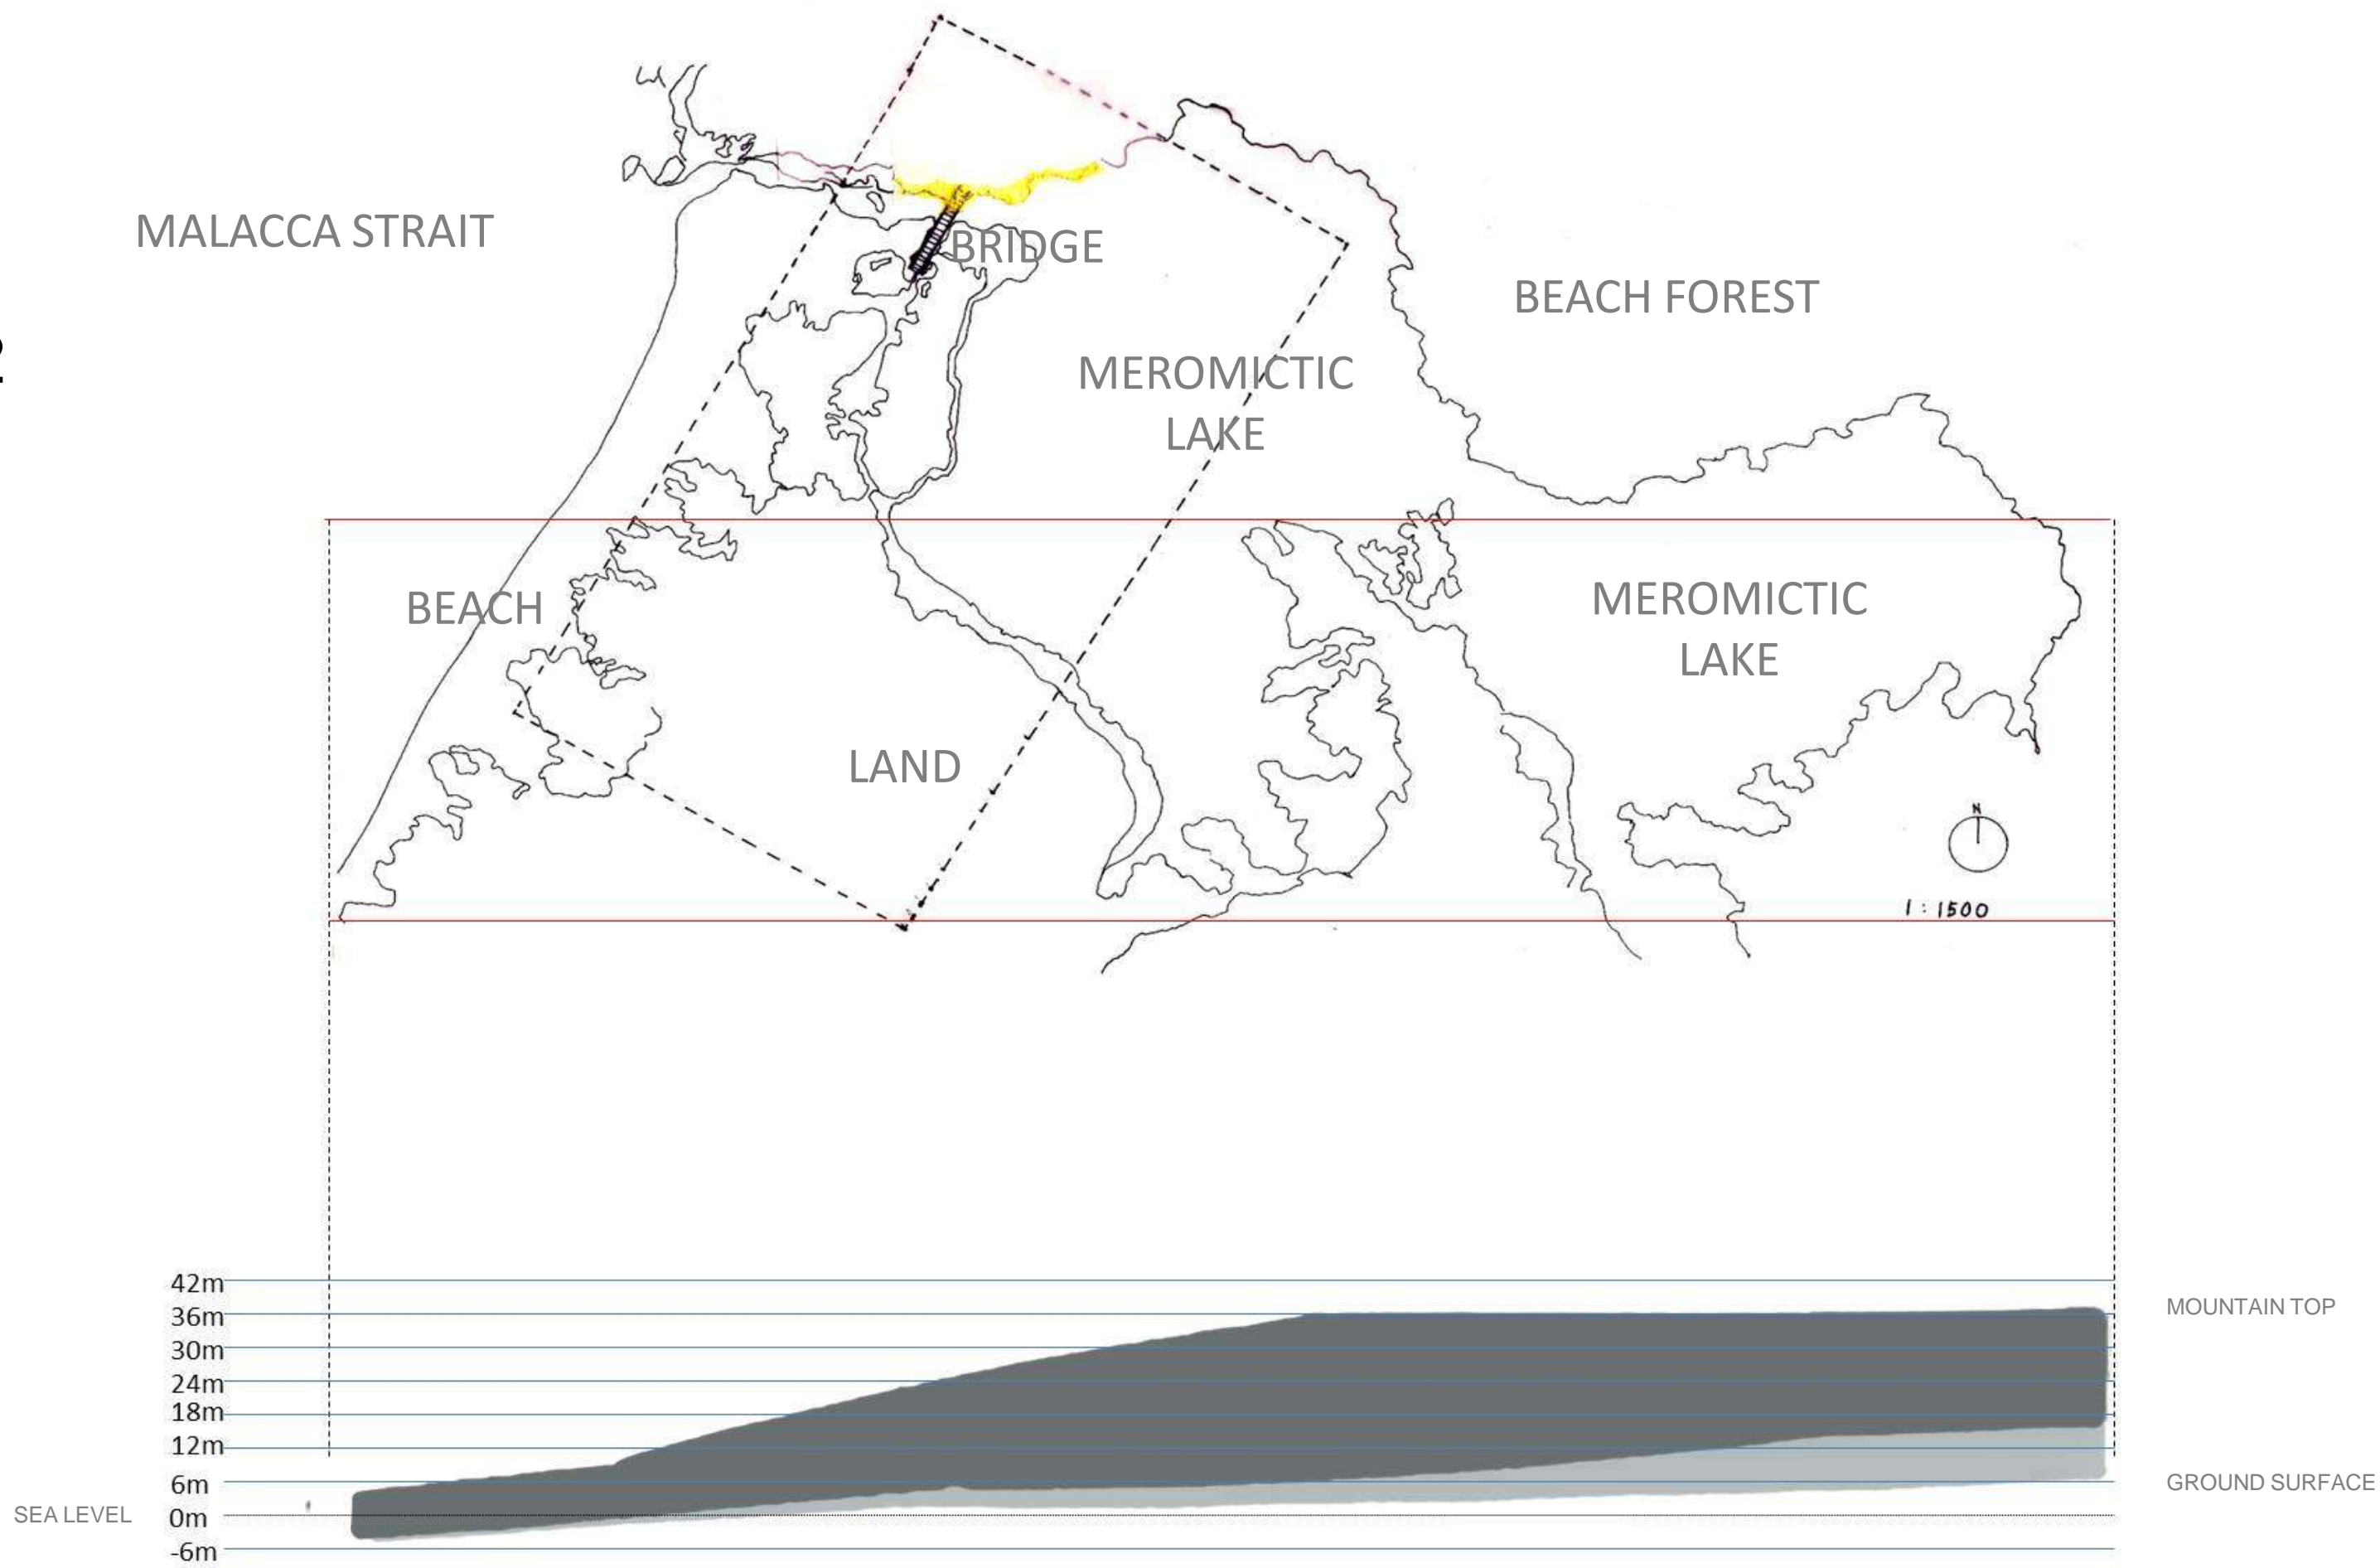 MALACCA STRAIT
BRIDGE
BEACH FOREST
MEROMICTIC
LAKE
BEACH
MEROMICTIC
LAKE
LAND
N
1 : 1500
42m
36m
MOUNTAIN TOP
30m
24m
18m
12m
6m
GROUND SURFACE
SEA LEVEL
0m
-6m